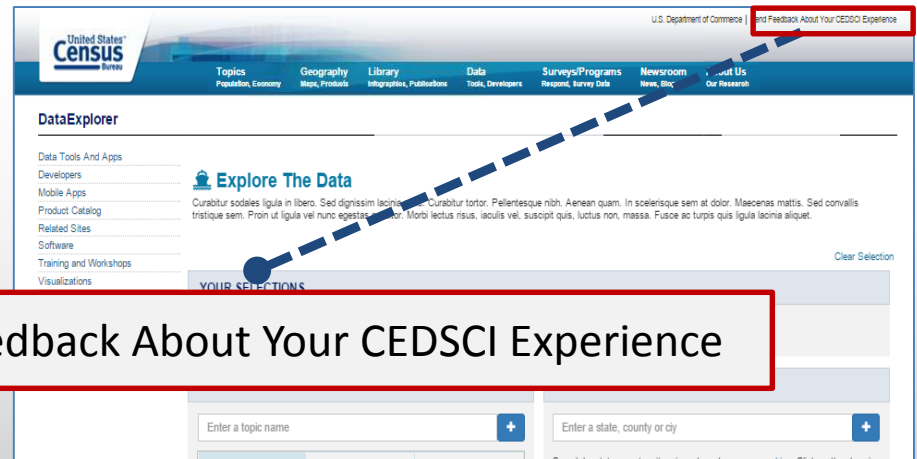 U.S. Department of Commerce | end Feedback About Your CEDSCI Experience
United States™
Census
Bureau
Topics
Population, Economy
Geography
Maps, Products
Library
Infographics, Publications
Data
Tools, Developers
Surveys/Programs
Respond, Survey Data
Newsroom
News, Blogs
About Us
Our Research
DataExplorer
Data Tools And Apps
Developers
Mobile Apps
Product Catalog
Related Sites
Software
Training and Workshops
Visualizations
Explore The Data
Curabitur sodales ligula in libero. Sed dignissim lacinia Curabitur tortor. Pellentesque nibh. Aenean quam. In scelerisque sem at dolor. Maecenas mattis. Sed convallis
tristique sem. Proin ut ligula vel nunc egestas Morbi lectus risus, iaculis vel, suscipit quis, luctus non, massa. Fusce ac turpis quis ligula lacinia aliquet.
Clear Selection
YOUR SELECTIONS
edback About Your CEDSCI Experience
Enter a topic name
+
Enter a state, county or ciy
+